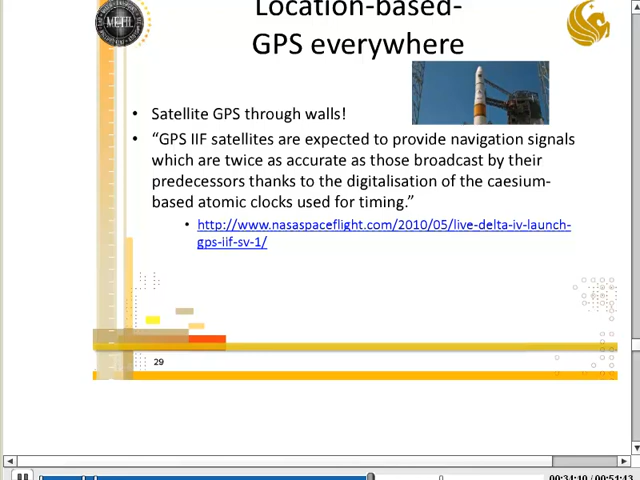 Location-based-
GPS everywhere
METIL
• Satellite GPS through walls!
• “GPS IIF satellites are expected to provide navigation signals
which are twice as accurate as those broadcast by their
predecessors thanks to the digitalisation of the caesium-
based atomic clocks used for timing.”
• http://www.nasaspaceflight.com/2010/05/live-delta-iv-launch-
gps-iif-sv-1/
29
00:34:10 / 00:51:43